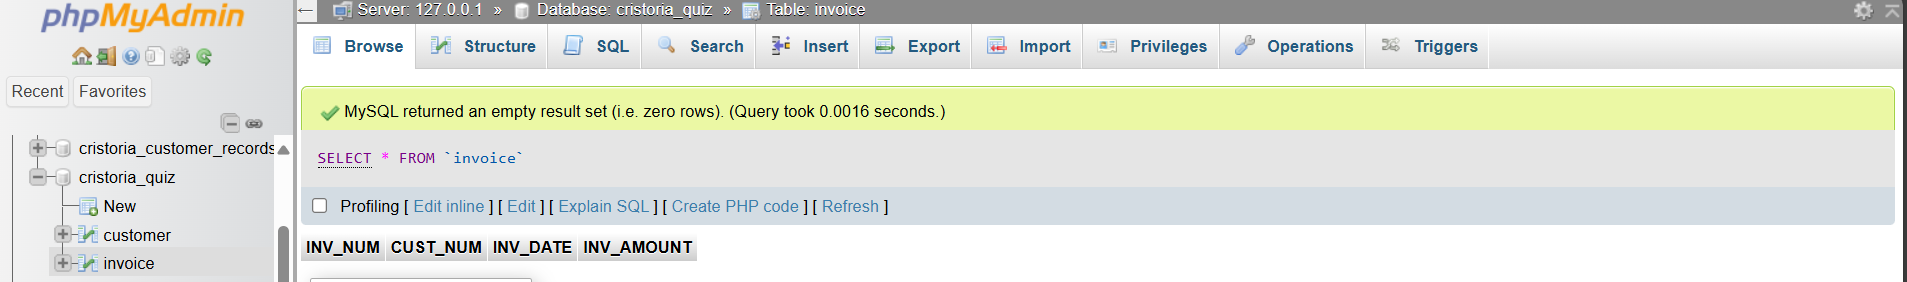 phpMyAdmin
Recent Favorites
cristoria_customer_records
cristoria_quiz
New
customer
invoice
← Server: 127.0.0.1 » Database: cristoria_quiz » Table: invoice
Browse Structure SQL Search Insert Export Import Privileges Operations Triggers
MySQL returned an empty result set (i.e. zero rows). (Query took 0.0016 seconds.)
SELECT * FROM `invoice`
Profiling [ Edit inline ] [ Edit ] [ Explain SQL ] [ Create PHP code ] [ Refresh ]
INV_NUM CUST_NUM INV_DATE INV_AMOUNT